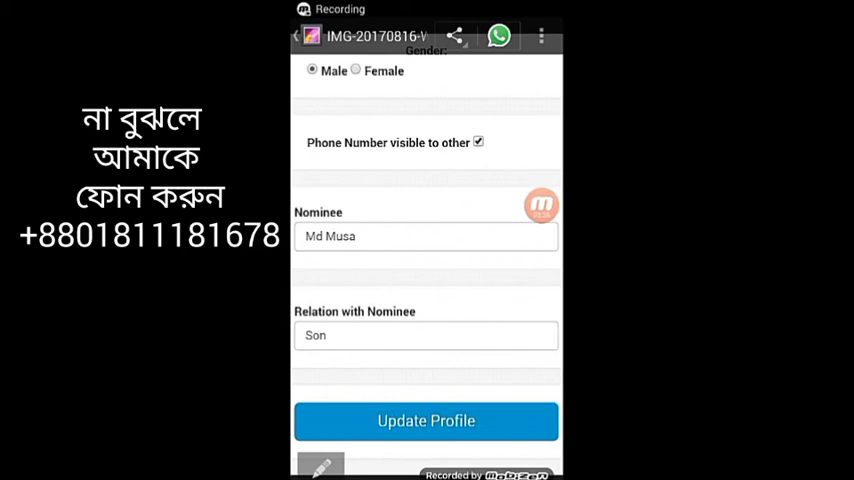 Recording
IMG-20170816-V
Gender:
Male Female
Phone Number visible to other
Nominee
Md Musa
Relation with Nominee
Son
Update Profile
Recorded by MOBIZEN
না বুঝলে
আমাকে
ফোন করুন
+8801811181678